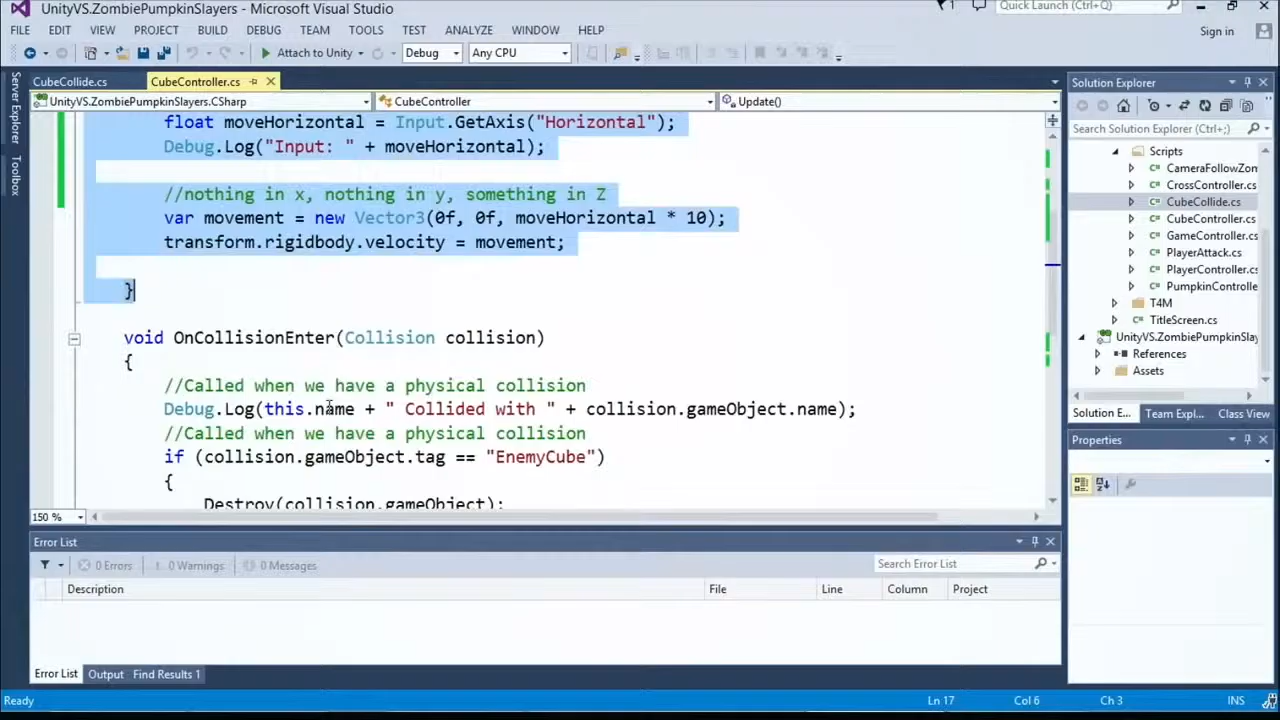 UnityVS.ZombiePumpkinSlayers - Microsoft Visual Studio
1
Quick Launch (Ctrl+Q)
FILE EDIT VIEW PROJECT BUILD DEBUG TEAM TOOLS TEST ANALYZE WINDOW HELP
Sign in
Attach to Unity Debug Any CPU
Server Explorer
Toolbox
CubeCollide.cs CubeController.cs
UnityVS.ZombiePumpkinSlayers.CSharp CubeController Update()
float moveHorizontal = Input.GetAxis("Horizontal");
Debug.Log("Input: " + moveHorizontal);
//nothing in x, nothing in y, something in Z
var movement = new Vector3(0f, 0f, moveHorizontal * 10);
transform.rigidbody.velocity = movement;
}
void OnCollisionEnter(Collision collision)
{
//Called when we have a physical collision
Debug.Log(this.name + " Collided with " + collision.gameObject.name);
//Called when we have a physical collision
if (collision.gameObject.tag == "EnemyCube")
{
Destroy(collision.gameObject);
150 %
Solution Explorer
Search Solution Explorer (Ctrl+;)
Scripts
CameraFollowZon
CrossController.cs
CubeCollide.cs
CubeController.cs
GameController.cs
PlayerAttack.cs
PlayerController.cs
PumpkinControlle
T4M
TitleScreen.cs
UnityVS.ZombiePumpkinSlay
References
Assets
Solution E... Team Expl... Class View
Properties
Error List
0 Errors 0 Warnings 0 Messages
Search Error List
Description File Line Column Project
Error List Output Find Results 1
Ready Ln 17 Col 6 Ch 3 INS